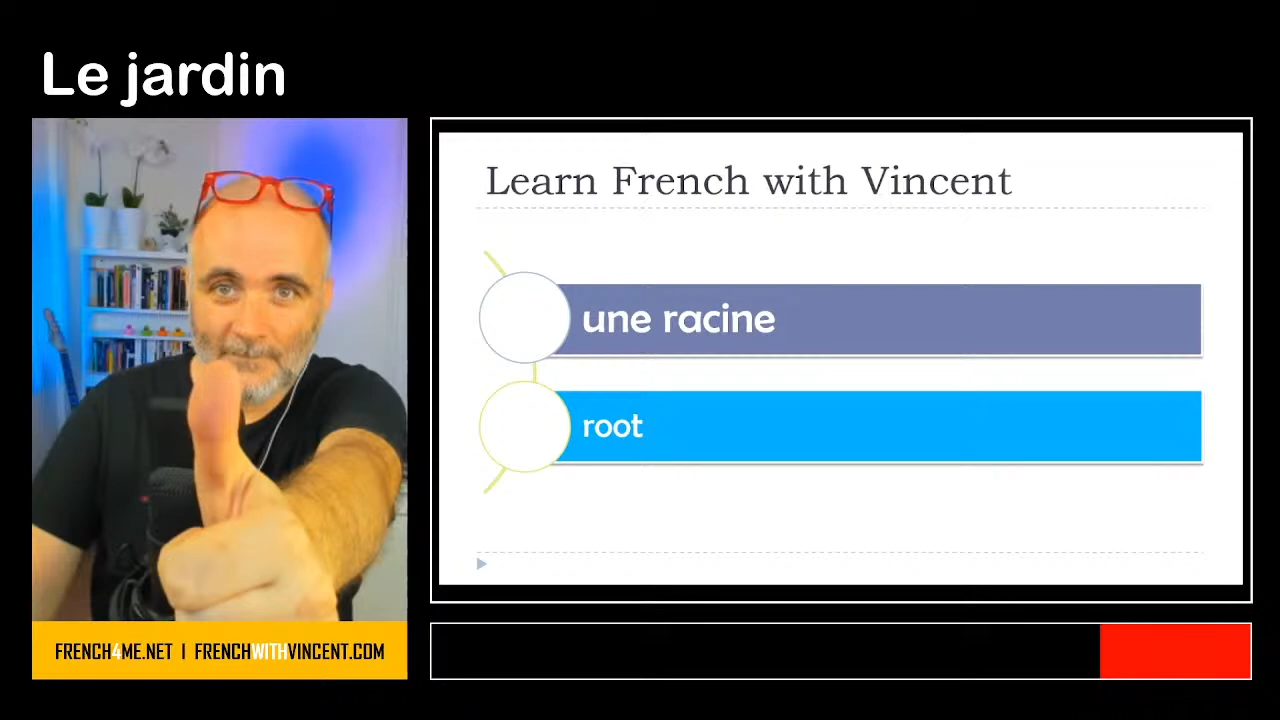 Le jardin
Learn French with Vincent
une racine
root
FRENCH4ME.NET | FRENCHWITHVINCENT.COM